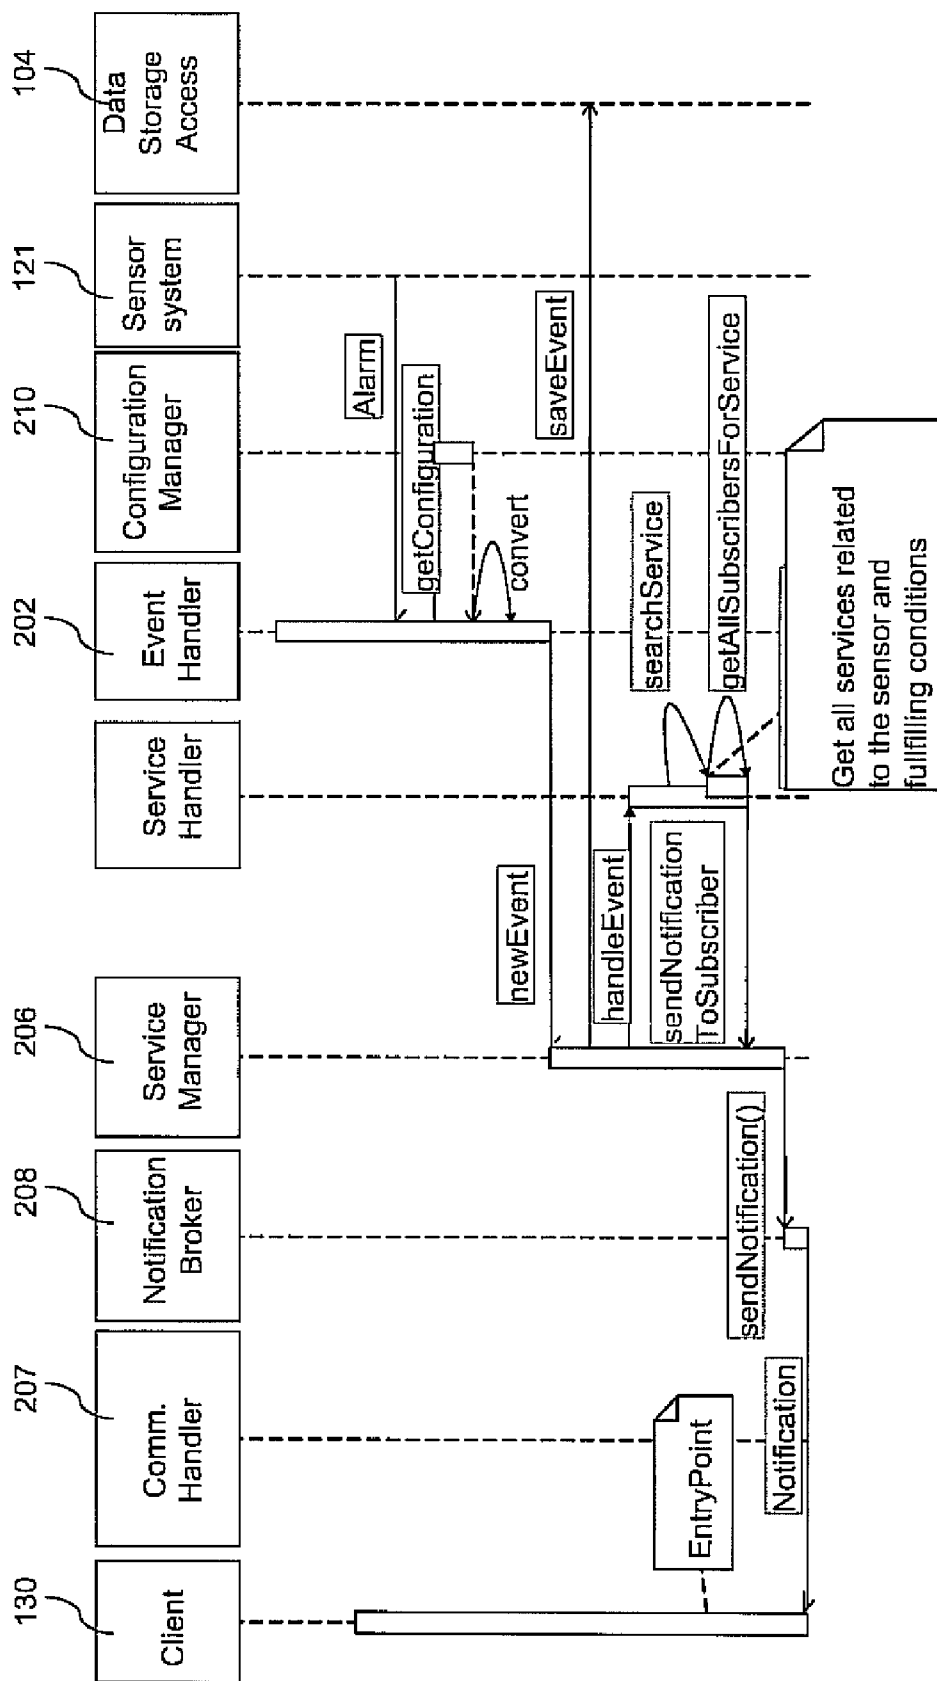 130
Client
207
Comm.
Handler
208
Notification
Broker
206
Service
Manager
Service
Handler
202
Event
Handler
210
Configuration
Manager
121
Sensor
system
104
Data
Storage
Access
Alarm
getConfiguration
convert
newEvent
saveEvent
handleEvent
searchService
sendNotification
ToSubscriber
getAllSubscribersForService
EntryPoint
sendNotification()
Notification
Get all services related
to the sensor and
fullfilling conditions